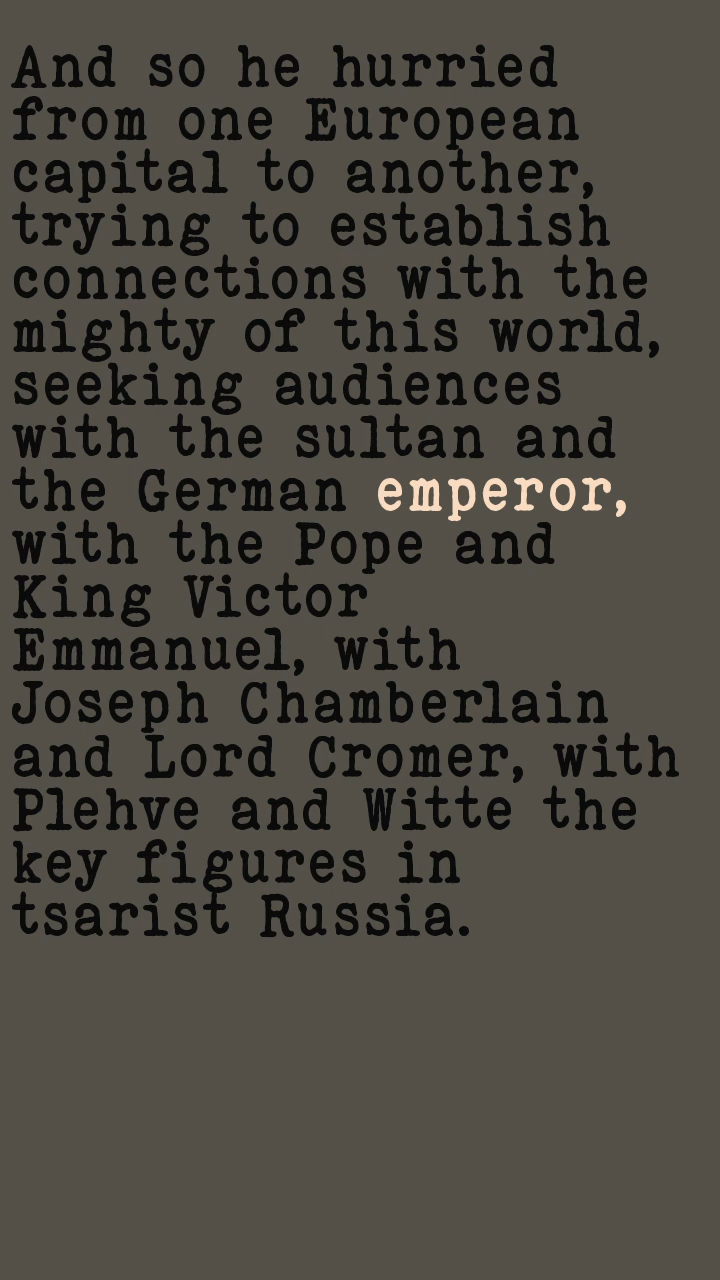 And so he hurried
from one European
capital to another,
trying to establish
connections with the
mighty of this world,
seeking audiences
with the sultan and
the German emperor,
with the Pope and
King Victor
Emmanuel, with
Joseph Chamberlain
and Lord Cromer, with
Plehve and Witte the
key figures in
tsarist Russia.